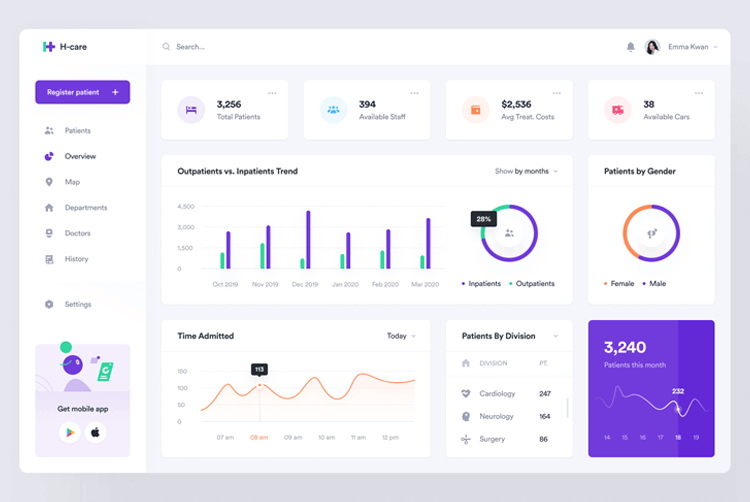 H-care
Search...
Emma Kwan
Register patient +
Patients
Overview
Map
Departments
Doctors
History
Settings
Get mobile app
3,256
Total Patients
394
Available Staff
$2,536
Avg Treat. Costs
38
Available Cars
Outpatients vs. Inpatients Trend
Show by months
4,500
3,000
1,500
0
Oct 2019 Nov 2019 Dec 2019 Jan 2020 Feb 2020 Mar 2020
28%
Inpatients Outpatients
Patients by Gender
Female Male
Time Admitted
Today
150
100
50
0
113
07 am 08 am 09 am 10 am 11 am 12 pm
Patients By Division
DIVISION PT.
Cardiology 247
Neurology 164
Surgery 86
3,240
Patients this month
232
14 15 16 17 18 19